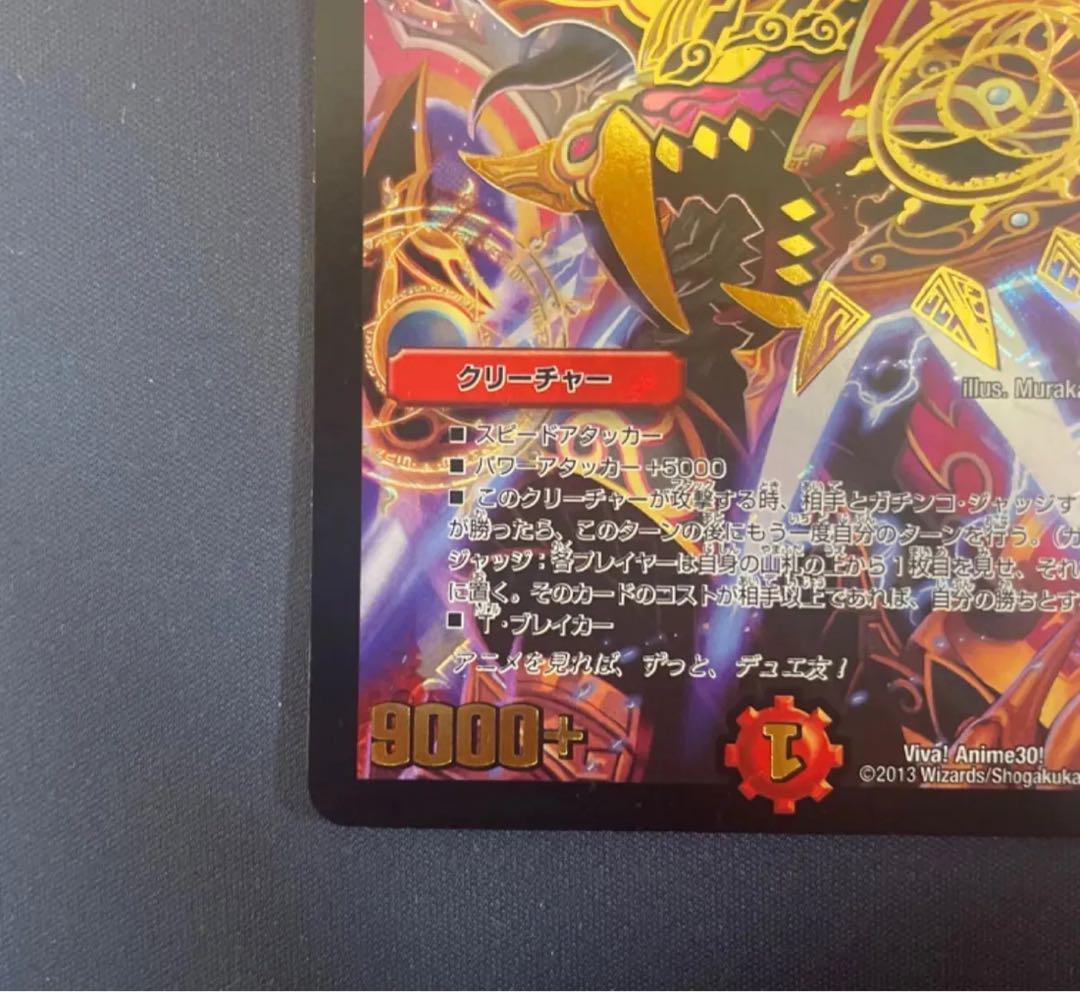 クリーチャー
illus. Murak
■ スピードアタッカー
■ パワーアタッカー+5000
■ このクリーチャーが攻撃する時、相手とガチンコ・ジャッジす
が勝ったら、このターンの後にもう一度自分のターンを行う。(ガ
ジャッジ:各プレイヤーは自身の山札の上から1枚目を見せ、それ
に置く。そのカードのコストが相手以上であれば、自分の勝ちとす
■ T・ブレイカー
アニメを見れば、ずっと、デュエ友!
9000+
1
Viva! Anime30!
©2013 Wizards/Shogakuka